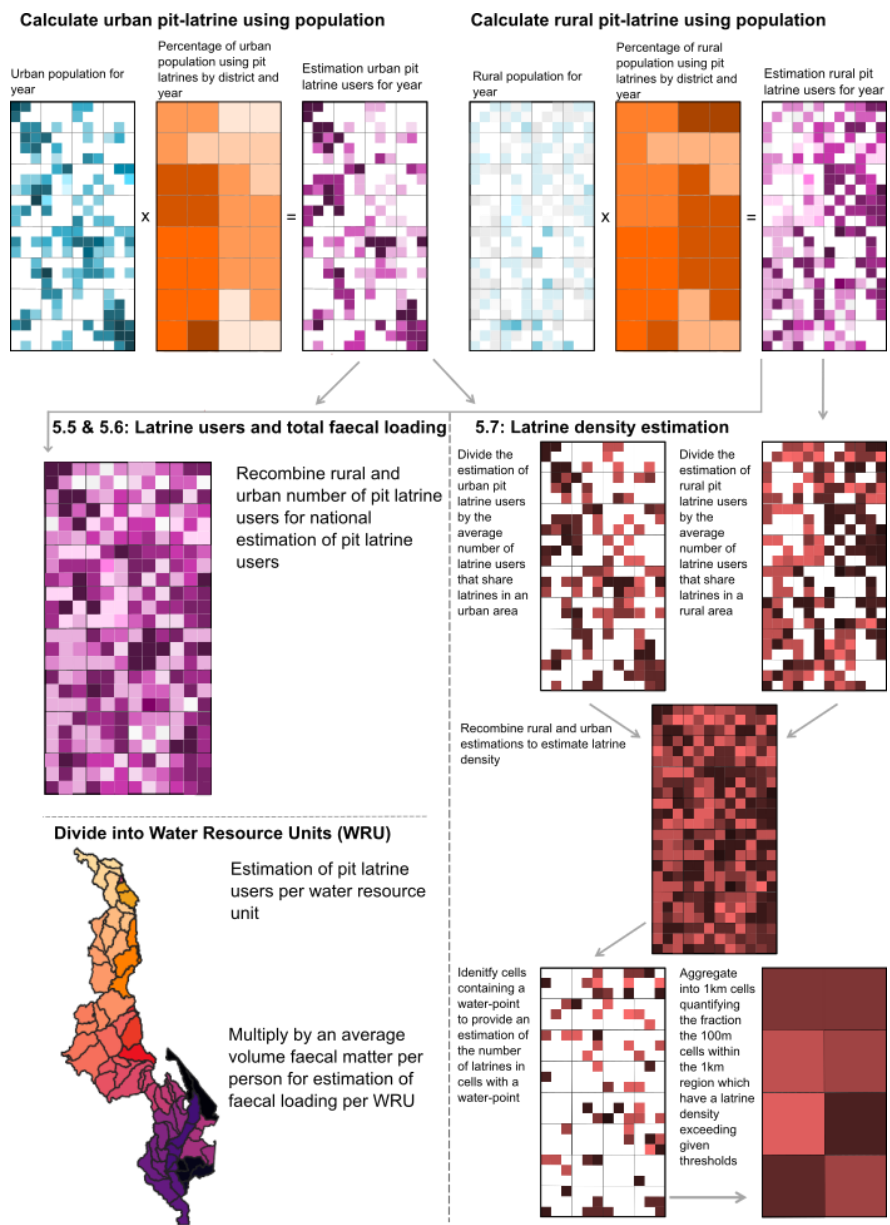 Calculate urban pit-latrine using population
Urban population for
year
Percentage of urban
population using pit
latrines by district and
year
Estimation urban pit
latrine users for year
x
=
Calculate rural pit-latrine using population
Rural population for
year
Percentage of rural
population using pit
latrines by district and
year
Estimation rural pit
latrine users for year
x
=
5.5 & 5.6: Latrine users and total faecal loading
Recombine rural and
urban number of pit latrine
users for national
estimation of pit latrine
users
Divide into Water Resource Units (WRU)
Estimation of pit latrine
users per water resource
unit
Multiply by an average
volume faecal matter per
person for estimation of
faecal loading per WRU
5.7: Latrine density estimation
Divide the
estimation of
urban pit
latrine users
by the
average
number of
latrine users
that share
latrines in an
urban area
Divide the
estimation of
rural pit
latrine users
by the
average
number of
latrine users
that share
latrines in a
rural area
Recombine rural and urban
estimations to estimate latrine
density
Idenitfy cells
containing a
water-point
to provide an
estimation of
the number
of latrines in
cells with a
water-point
Aggregate
into 1km cells
quantifying
the fraction
the 100m
cells within
the 1km
region which
have a latrine
density
exceeding
given
thresholds